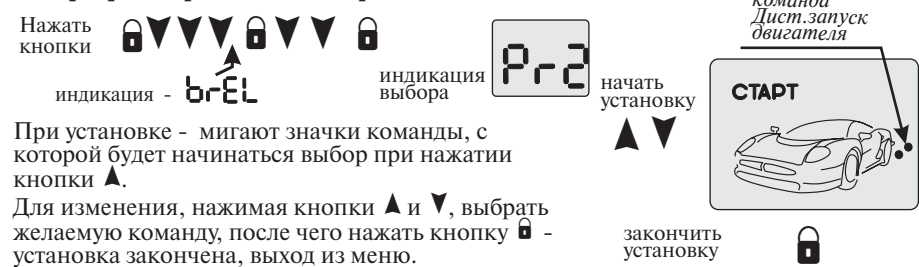 команда
Дист.запуск
двигателя
Нажать
кнопки
индикация - brEL
индикация
выбора
Pr2
начать
установку
СТАРТ
При установке - мигают значки команды, с
которой будет начинаться выбор при нажатии
кнопки ▲.
Для изменения, нажимая кнопки ▲ и ▼, выбрать
желаемую команду, после чего нажать кнопку 🔒 -
установка закончена, выход из меню.
закончить
установку